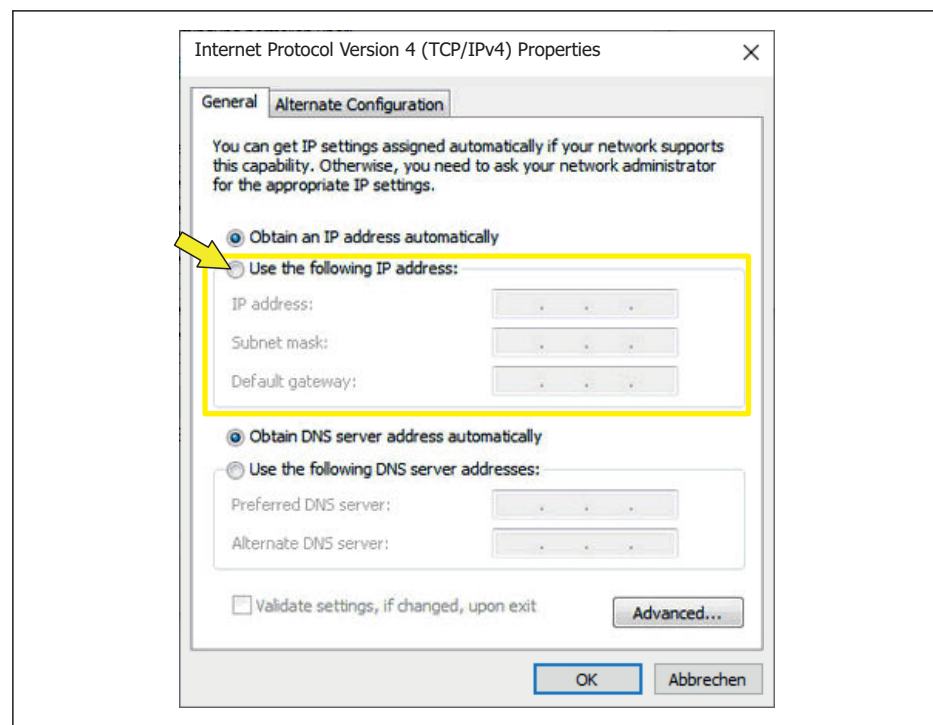 Internet Protocol Version 4 (TCP/IPv4) Properties
General
Alternate Configuration
You can get IP settings assigned automatically if your network supports
this capability. Otherwise, you need to ask your network administrator
for the appropriate IP settings.
Obtain an IP address automatically
Use the following IP address:
IP address:
Subnet mask:
Default gateway:
Obtain DNS server address automatically
Use the following DNS server addresses:
Preferred DNS server:
Alternate DNS server:
Validate settings, if changed, upon exit
Advanced...
OK
Abbrechen